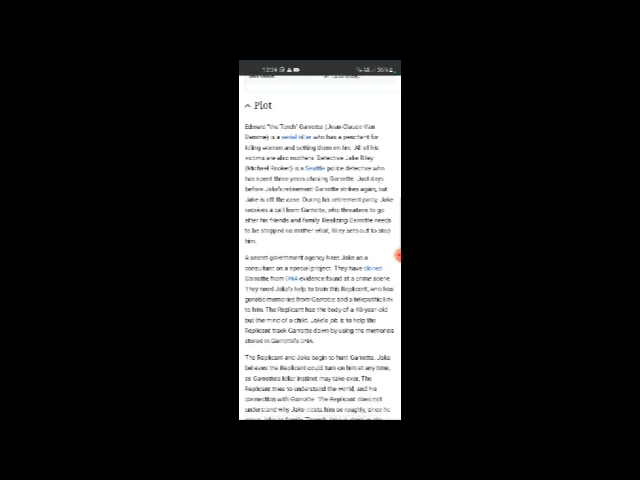 12:34
Plot
Edward "the Torch" Garrotte (Jean-Claude Van
Damme) is a serial killer who has a penchant for
killing women and setting them on fire. All of his
victims are also mothers. Detective Jake Riley
(Michael Rooker) is a Seattle police detective who
has spent three years chasing Garrotte. Just days
before Jake's retirement Garrotte strikes again, but
Jake is off the case. During his retirement party, Jake
receives a call from Garrotte, who threatens to go
after his friends and family. Realizing Garrotte needs
to be stopped no matter what, Riley sets out to stop
him.
A secret government agency hires Jake as a
consultant on a special project. They have cloned
Garrotte from DNA evidence found at a crime scene.
They need Jake's help to train this Replicant, who has
genetic memories from Garrotte and a telepathic link
to him. The Replicant has the body of a 40-year-old
but the mind of a child. Jake's job is to help the
Replicant track Garrotte down by using the memories
stored in Garrotte's DNA.
The Replicant and Jake begin to hunt Garrotte. Jake
believes the Replicant could turn on him at any time,
as Garrotte's killer instinct may take over. The
Replicant tries to understand the world, and his
connection with Garrotte. The Replicant does not
understand why Jake treats him so roughly, since he